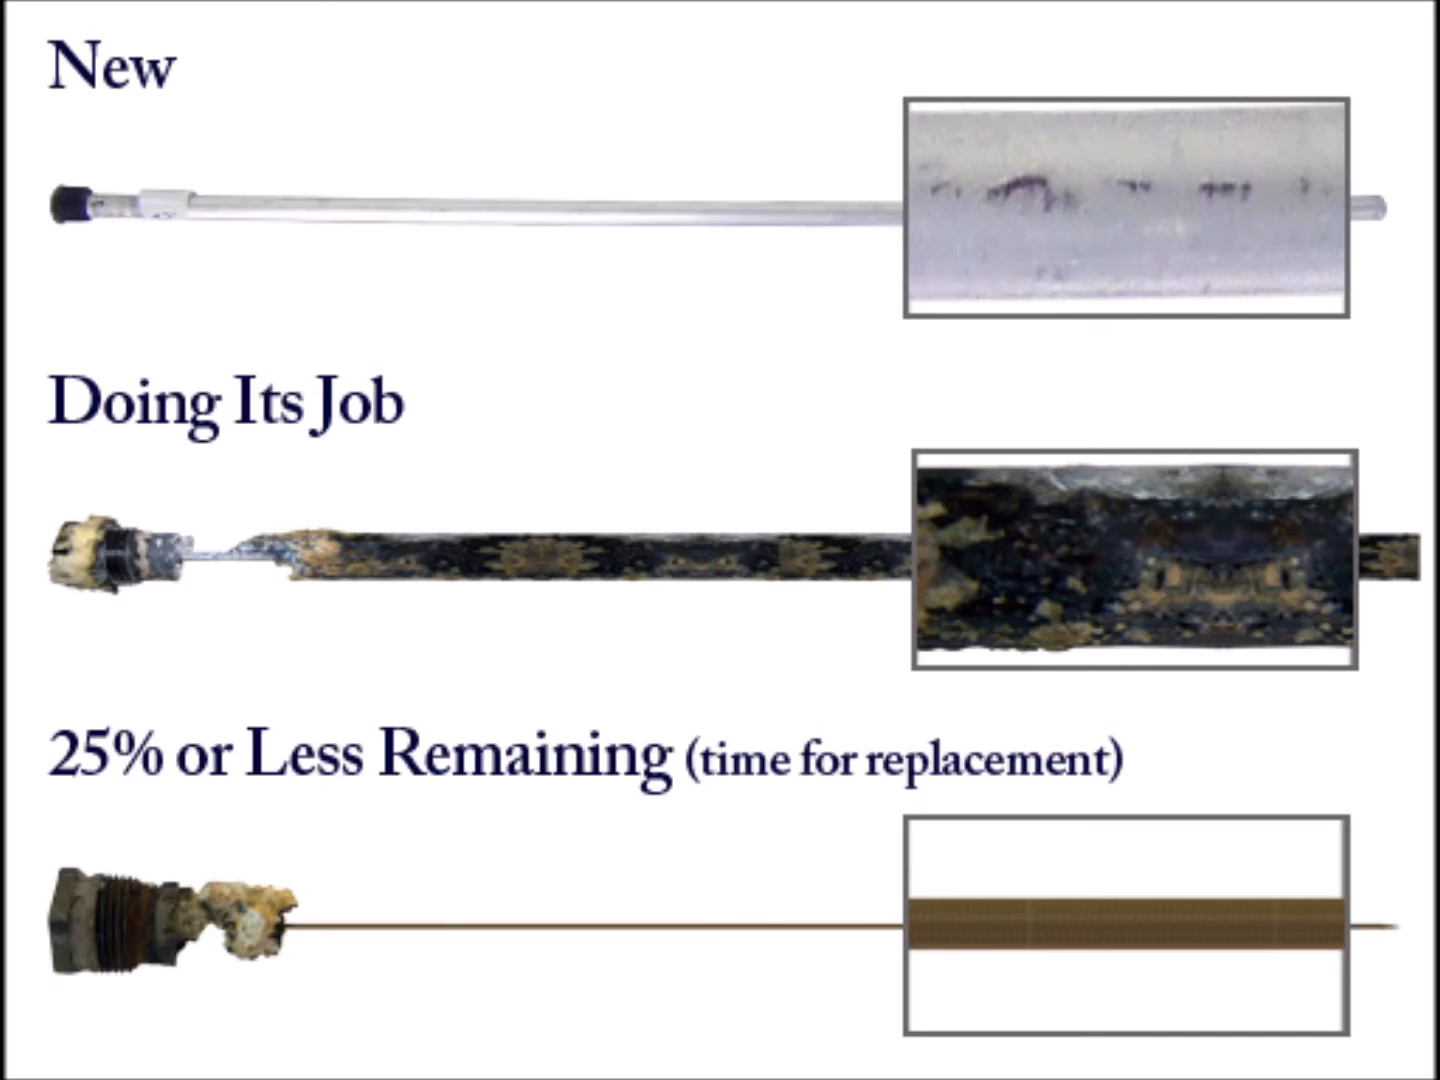 New
Doing Its Job
25% or Less Remaining (time for replacement)